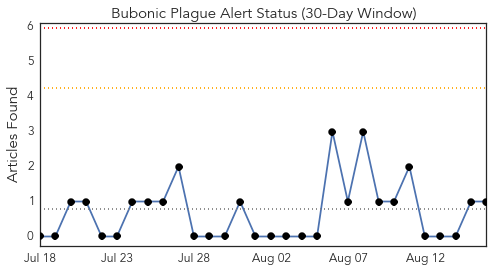 Bubonic Plague Alert Status (30-Day Window)
Articles Found
6
5
4
3
2
1
0
Jul 18 Jul 23 Jul 28 Aug 02 Aug 07 Aug 12